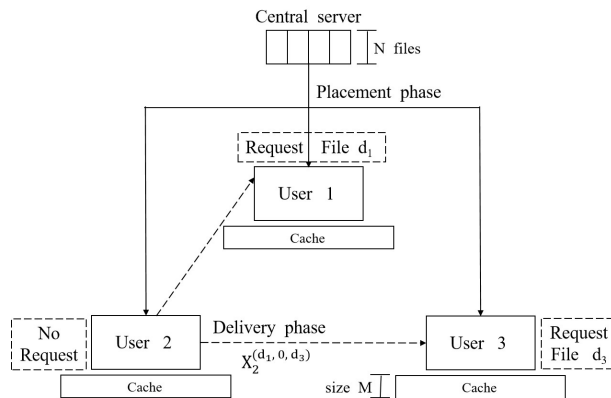 Central server
N files
Placement phase
Request File d₁
User 1
Cache
No
Request
User 2
Cache
Delivery phase
X₂^(d₁, 0, d₃)
size M
User 3
Cache
Request
File d₃